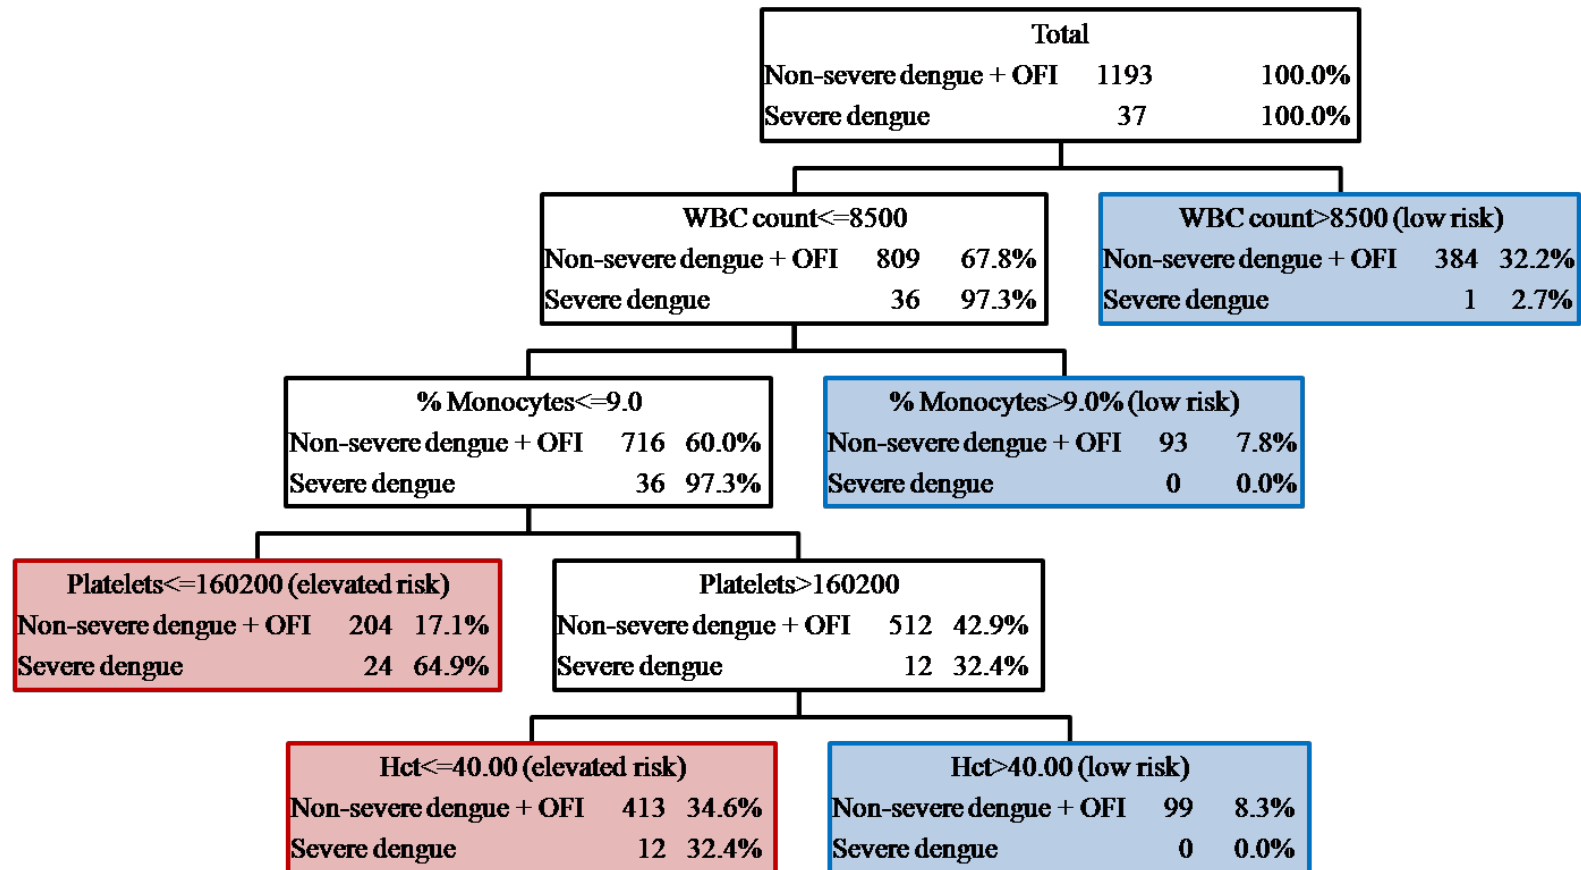 Total
Non-severe dengue + OFI 1193 100.0%
Severe dengue 37 100.0%
WBC count<=8500
Non-severe dengue + OFI 809 67.8%
Severe dengue 36 97.3%
WBC count>8500 (low risk)
Non-severe dengue + OFI 384 32.2%
Severe dengue 1 2.7%
% Monocytes<=9.0
Non-severe dengue + OFI 716 60.0%
Severe dengue 36 97.3%
% Monocytes>9.0% (low risk)
Non-severe dengue + OFI 93 7.8%
Severe dengue 0 0.0%
Platelets<=160200 (elevated risk)
Non-severe dengue + OFI 204 17.1%
Severe dengue 24 64.9%
Platelets>160200
Non-severe dengue + OFI 512 42.9%
Severe dengue 12 32.4%
Hct<=40.00 (elevated risk)
Non-severe dengue + OFI 413 34.6%
Severe dengue 12 32.4%
Hct>40.00 (low risk)
Non-severe dengue + OFI 99 8.3%
Severe dengue 0 0.0%